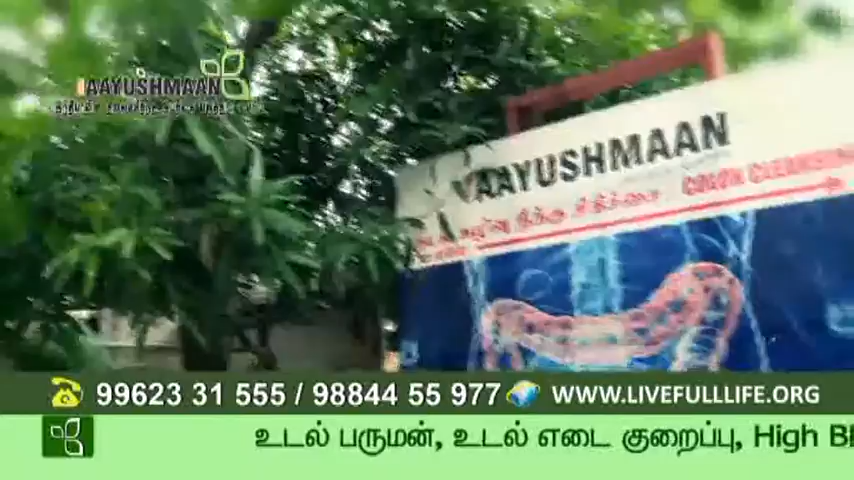 AAYUSHMAAN
AAYUSHMAAN
COLON CLEANSING
99623 31 555 / 98844 55 977
WWW.LIVEFULLLIFE.ORG
உடல் பருமன், உடல் எடை குறைப்பு, High Bl